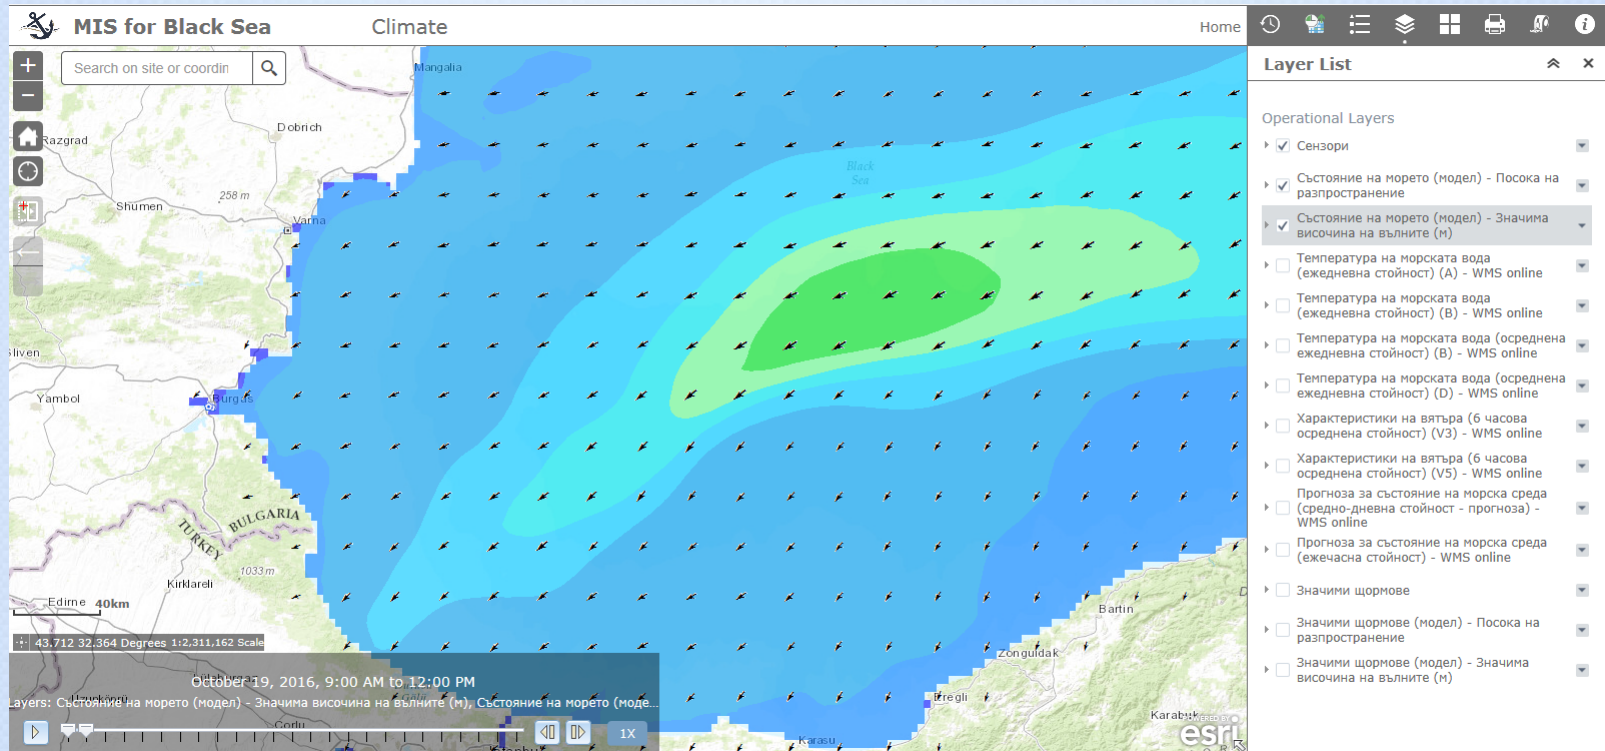 MIS for Black Sea
Climate
Home
Search on site or coordin
Layer List
Operational Layers
Сензори
Състояние на морето (модел) - Посока на
разпространение
Състояние на морето (модел) - Значима
височина на вълните (м)
Температура на морската вода
(ежедневна стойност) (A) - WMS online
Температура на морската вода
(ежедневна стойност) (B) - WMS online
Температура на морската вода (осреднена
ежедневна стойност) (B) - WMS online
Температура на морската вода (осреднена
ежедневна стойност) (D) - WMS online
Характеристики на вятъра (6 часова
осреднена стойност) (V3) - WMS online
Характеристики на вятъра (6 часова
осреднена стойност) (V5) - WMS online
Прогноза за състояние на морска среда
(средно-дневна стойност - прогноза) -
WMS online
Прогноза за състояние на морска среда
(ежечасна стойност) - WMS online
Значими щормове
Значими щормове (модел) - Посока на
разпространение
Значими щормове (модел) - Значима
височина на вълните (м)
Mangalia
Dobrich
Razgrad
Black
Sea
258 m
Shumen
Varna
liven
Yambol
Burgas
BULGARIA
TURKEY
1033 m
Kirklareli
Edirne
40km
Bartin
43.712 32.364 Degrees
1:2,311,162 Scale
Zonguldak
October 19, 2016, 9:00 AM to 12:00 PM
Layers: Състояние на морето (модел) - Значима височина на вълните (м), Състояние на морето (моде...
Eregli
Corlu
Karabuk
1X
Karasu
Istanbul
POWERED BY
esri